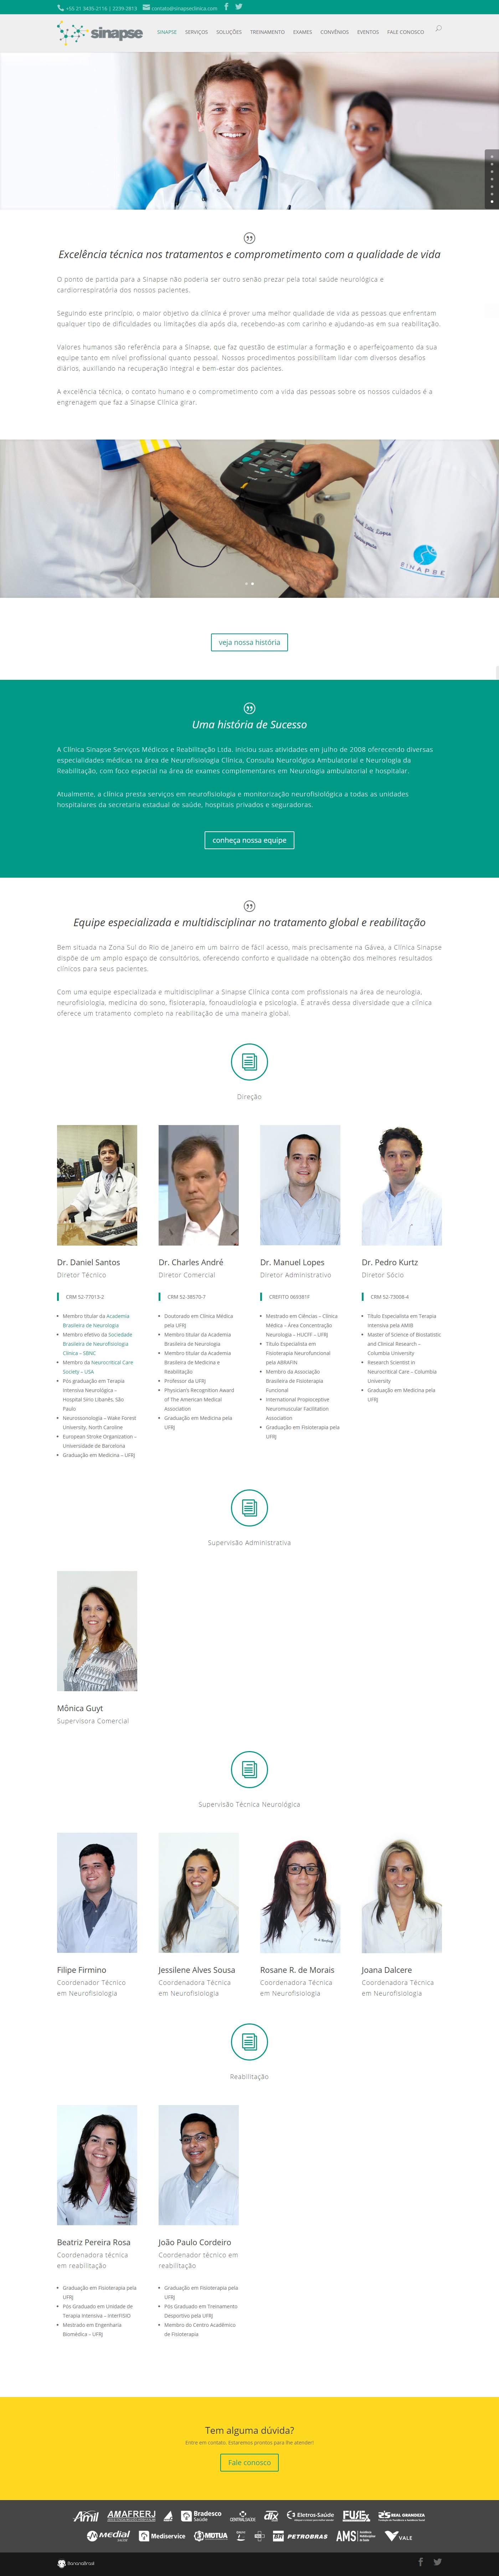 +55 21 3435-2116 | 2239-2813 contato@sinapseclinica.com
sinapse
SINAPSE SERVIÇOS SOLUÇÕES TREINAMENTO EXAMES CONVÊNIOS EVENTOS FALE CONOSCO
Excelência técnica nos tratamentos e comprometimento com a qualidade de vida
O ponto de partida para a Sinapse não poderia ser outro senão prezar pela total saúde neurológica e
cardiorrespiratória dos nossos pacientes.
Seguindo este princípio, o maior objetivo da clínica é prover uma melhor qualidade de vida as pessoas que enfrentam
qualquer tipo de dificuldades ou limitações dia após dia, recebendo-as com carinho e ajudando-as em sua reabilitação.
Valores humanos são referência para a Sinapse, que faz questão de estimular a formação e o aperfeiçoamento da sua
equipe tanto em nível profissional quanto pessoal. Nossos procedimentos possibilitam lidar com diversos desafios
diários, auxiliando na recuperação integral e bem-estar dos pacientes.
A excelência técnica, o contato humano e o comprometimento com a vida das pessoas sobre os nossos cuidados é a
engrenagem que faz a Sinapse Clínica girar.
SINAPSE
veja nossa história
Uma história de Sucesso
A Clínica Sinapse Serviços Médicos e Reabilitação Ltda. iniciou suas atividades em julho de 2008 oferecendo diversas
especialidades médicas na área de Neurofisiologia Clínica, Consulta Neurológica Ambulatorial e Neurologia da
Reabilitação, com foco especial na área de exames complementares em Neurologia ambulatorial e hospitalar.
Atualmente, a clínica presta serviços em neurofisiologia e monitorização neurofisiológica a todas as unidades
hospitalares da secretaria estadual de saúde, hospitais privados e seguradoras.
conheça nossa equipe
Equipe especializada e multidisciplinar no tratamento global e reabilitação
Bem situada na Zona Sul do Rio de Janeiro em um bairro de fácil acesso, mais precisamente na Gávea, a Clínica Sinapse
dispõe de um amplo espaço de consultórios, oferecendo conforto e qualidade na obtenção dos melhores resultados
clínicos para seus pacientes.
Com uma equipe especializada e multidisciplinar a Sinapse Clínica conta com profissionais na área de neurologia,
neurofisiologia, medicina do sono, fisioterapia, fonoaudiologia e psicologia. É através dessa diversidade que a clínica
oferece um tratamento completo na reabilitação de uma maneira global.
Direção
Dr. Daniel Santos
Diretor Técnico
CRM 52-77013-2
Membro titular da Academia
Brasileira de Neurologia
Membro efetivo da Sociedade
Brasileira de Neurofisiologia
Clínica – SBNC
Membro da Neurocritical Care
Society – USA
Pós graduação em Terapia
Intensiva Neurológica –
Hospital Sírio Libanês, São
Paulo
Neurossonologia – Wake Forest
University, North Caroline
European Stroke Organization –
Universidade de Barcelona
Graduação em Medicina – UFRJ
Dr. Charles André
Diretor Comercial
CRM 52-38570-7
Doutorado em Clínica Médica
pela UFRJ
Membro titular da Academia
Brasileira de Neurologia
Membro titular da Academia
Brasileira de Medicina e
Reabilitação
Professor da UFRJ
Physician's Recognition Award
of The American Medical
Association
Graduação em Medicina pela
UFRJ
Dr. Manuel Lopes
Diretor Administrativo
CREFITO 069381F
Mestrado em Ciências – Clínica
Médica – Área Concentração
Neurologia – HUCFF – UFRJ
Título Especialista em
Fisioterapia Neurofuncional
pela ABRAFIN
Membro da Associação
Brasileira de Fisioterapia
Funcional
International Proprioceptive
Neuromuscular Facilitation
Association
Graduação em Fisioterapia pela
UFRJ
Dr. Pedro Kurtz
Diretor Sócio
CRM 52-73008-4
Título Especialista em Terapia
Intensiva pela AMIB
Master of Science of Biostatistic
and Clinical Research –
Columbia University
Research Scientist in
Neurocritical Care – Columbia
University
Graduação em Medicina pela
UFRJ
Supervisão Administrativa
Mônica Guyt
Supervisora Comercial
Supervisão Técnica Neurológica
Filipe Firmino
Coordenador Técnico
em Neurofisiologia
Jessilene Alves Sousa
Coordenadora Técnica
em Neurofisiologia
Rosane R. de Morais
Coordenadora Técnica
em Neurofisiologia
Joana Dalcere
Coordenadora Técnica
em Neurofisiologia
Reabilitação
Beatriz Pereira Rosa
Coordenadora técnica
em reabilitação
Graduação em Fisioterapia pela
UFRJ
Pós Graduado em Unidade de
Terapia Intensiva – InterFISIO
Mestrado em Engenharia
Biomédica – UFRJ
João Paulo Cordeiro
Coordenador técnico em
reabilitação
Graduação em Fisioterapia pela
UFRJ
Pós Graduado em Treinamento
Desportivo pela UFRJ
Membro do Centro Acadêmico
de Fisioterapia
Tem alguma dúvida?
Entre em contato. Estaremos prontos para lhe atender!
Fale conosco
Amil AMAFRERJ Bradesco Saúde Eletros-Saúde FUSEx REAL GRANDEZA
Medial Mediservice MÚTUA BR PETROBRAS AMS VALE
BananaBrasil